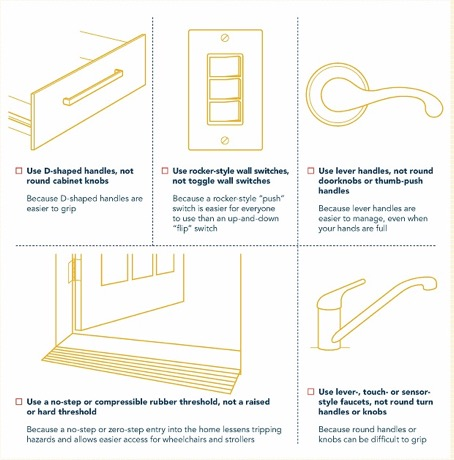 Use D-shaped handles, not
round cabinet knobs
Because D-shaped handles are
easier to grip
Use rocker-style wall switches,
not toggle wall switches
Because a rocker-style “push”
switch is easier for everyone
to use than an up-and-down
“flip” switch
Use lever handles, not round
doorknobs or thumb-push
handles
Because lever handles are
easier to manage, even when
your hands are full
Use a no-step or compressible rubber threshold, not a raised
or hard threshold
Because a no-step or zero-step entry into the home lessens tripping
hazards and allows easier access for wheelchairs and strollers
Use lever-, touch- or sensor-
style faucets, not round turn
handles or knobs
Because round handles or
knobs can be difficult to grip